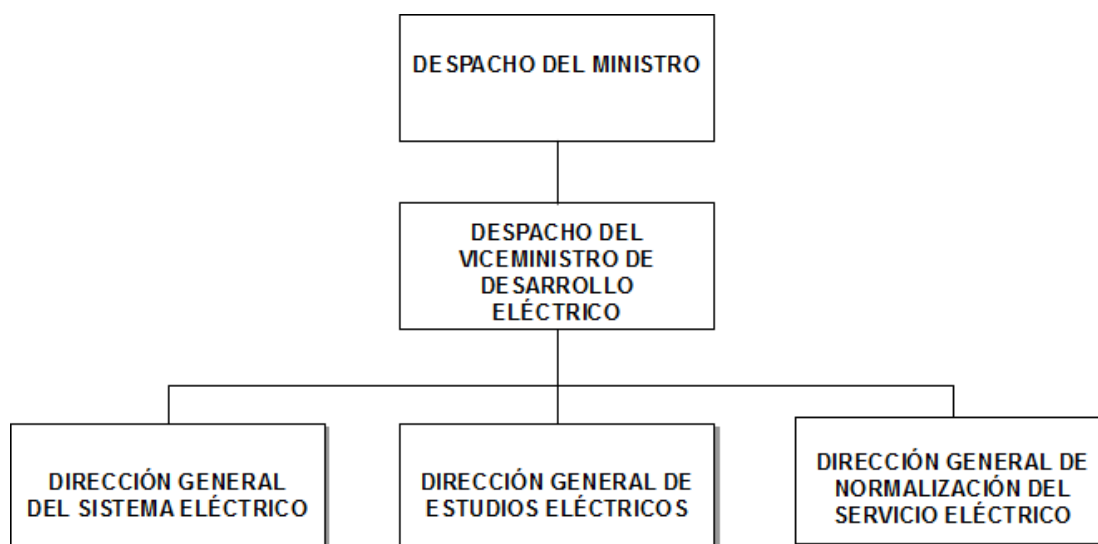 DESPACHO DEL MINISTRO
DESPACHO DEL
VICEMINISTRO DE
DESARROLLO
ELÉCTRICO
DIRECCIÓN GENERAL
DEL SISTEMA ELÉCTRICO
DIRECCIÓN GENERAL DE
ESTUDIOS ELÉCTRICOS
DIRECCIÓN GENERAL DE
NORMALIZACIÓN DEL
SERVICIO ELÉCTRICO